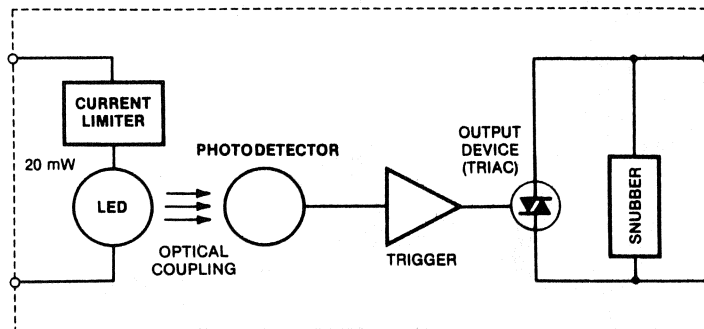 CURRENT
LIMITER
20 mW
LED
OPTICAL
COUPLING
PHOTODETECTOR
TRIGGER
OUTPUT
DEVICE
(TRIAC)
SNUBBER